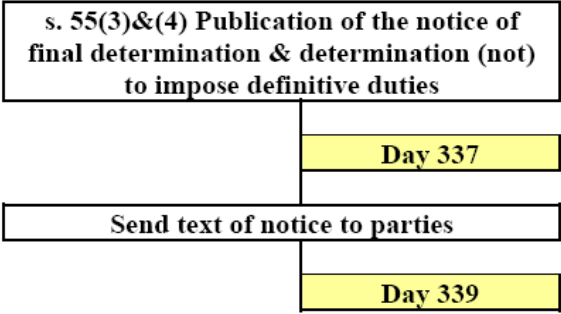 s. 55(3)&(4) Publication of the notice of
final determination & determination (not)
to impose definitive duties
Day 337
Send text of notice to parties
Day 339